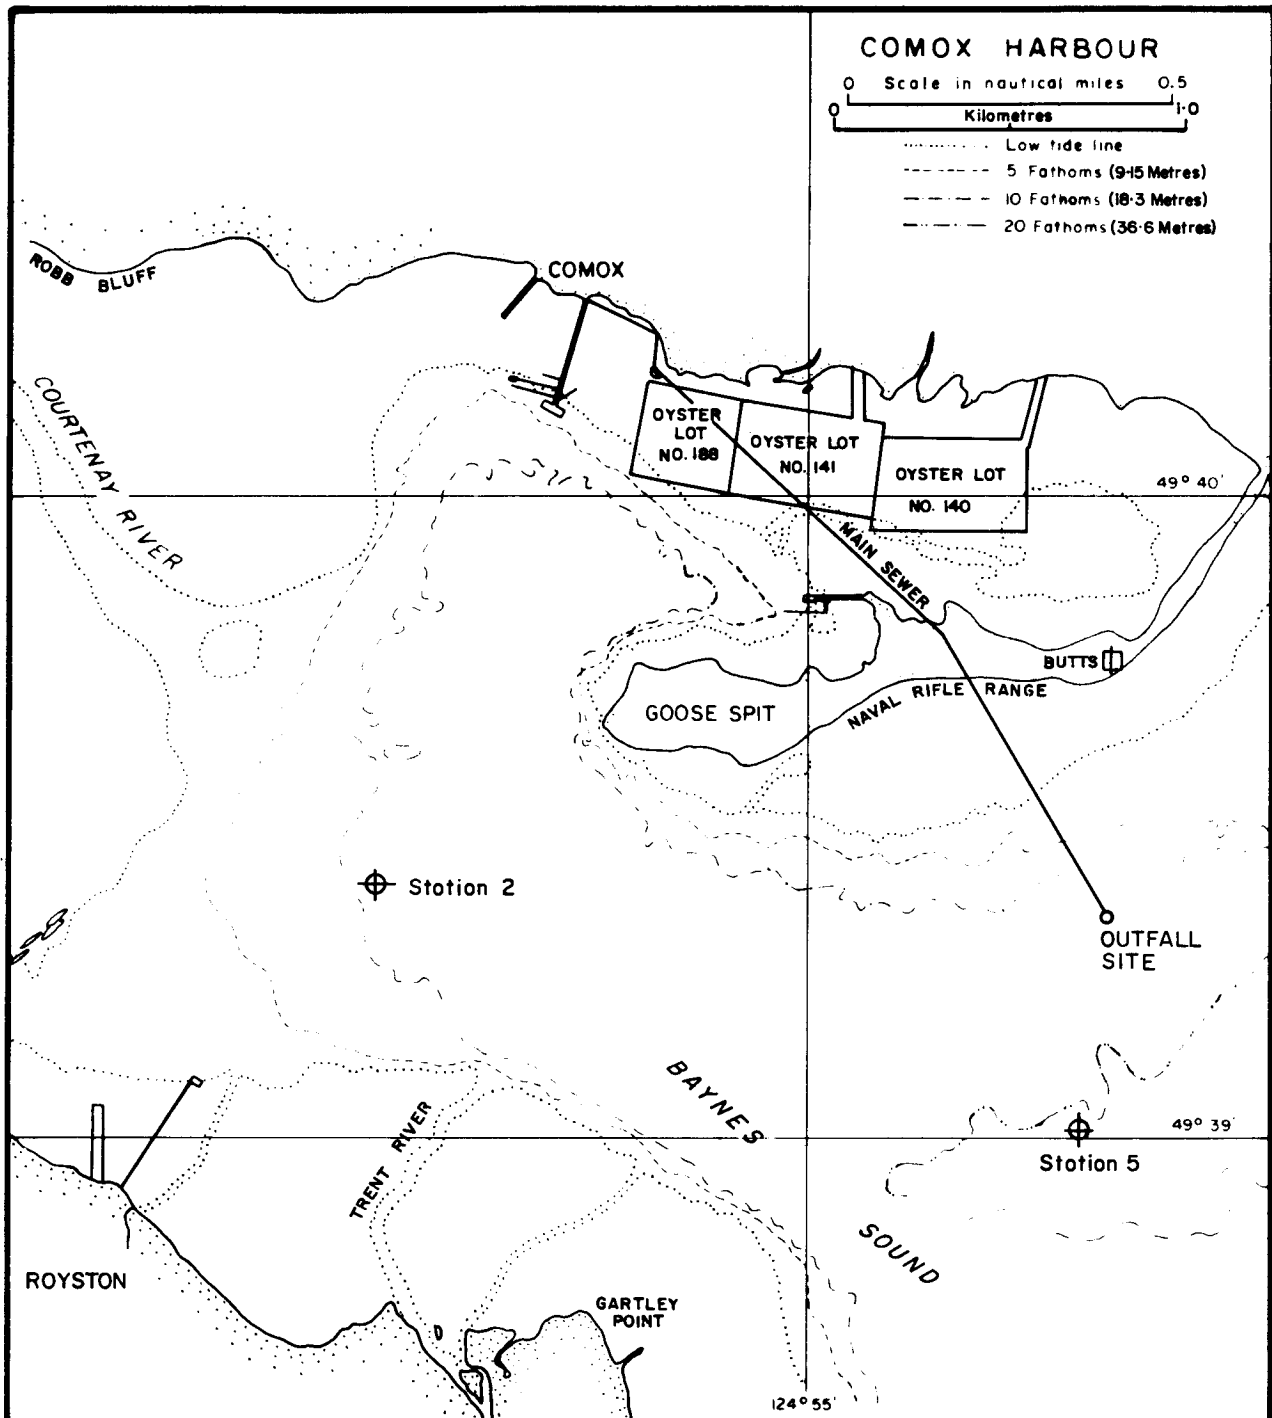 COMOX HARBOUR
0 Scale in nautical miles 0.5
0 Kilometres 1·0
Low tide line
5 Fathoms (9·15 Metres)
10 Fathoms (18·3 Metres)
20 Fathoms (36·6 Metres)
ROBB BLUFF
COMOX
COURTENAY RIVER
OYSTER
LOT
NO. 188
OYSTER LOT
NO. 141
OYSTER LOT
NO. 140
49° 40'
MAIN SEWER
BUTTS
GOOSE SPIT
NAVAL RIFLE RANGE
Station 2
OUTFALL
SITE
BAYNES SOUND
49° 39'
Station 5
TRENT RIVER
ROYSTON
GARTLEY
POINT
124° 55'